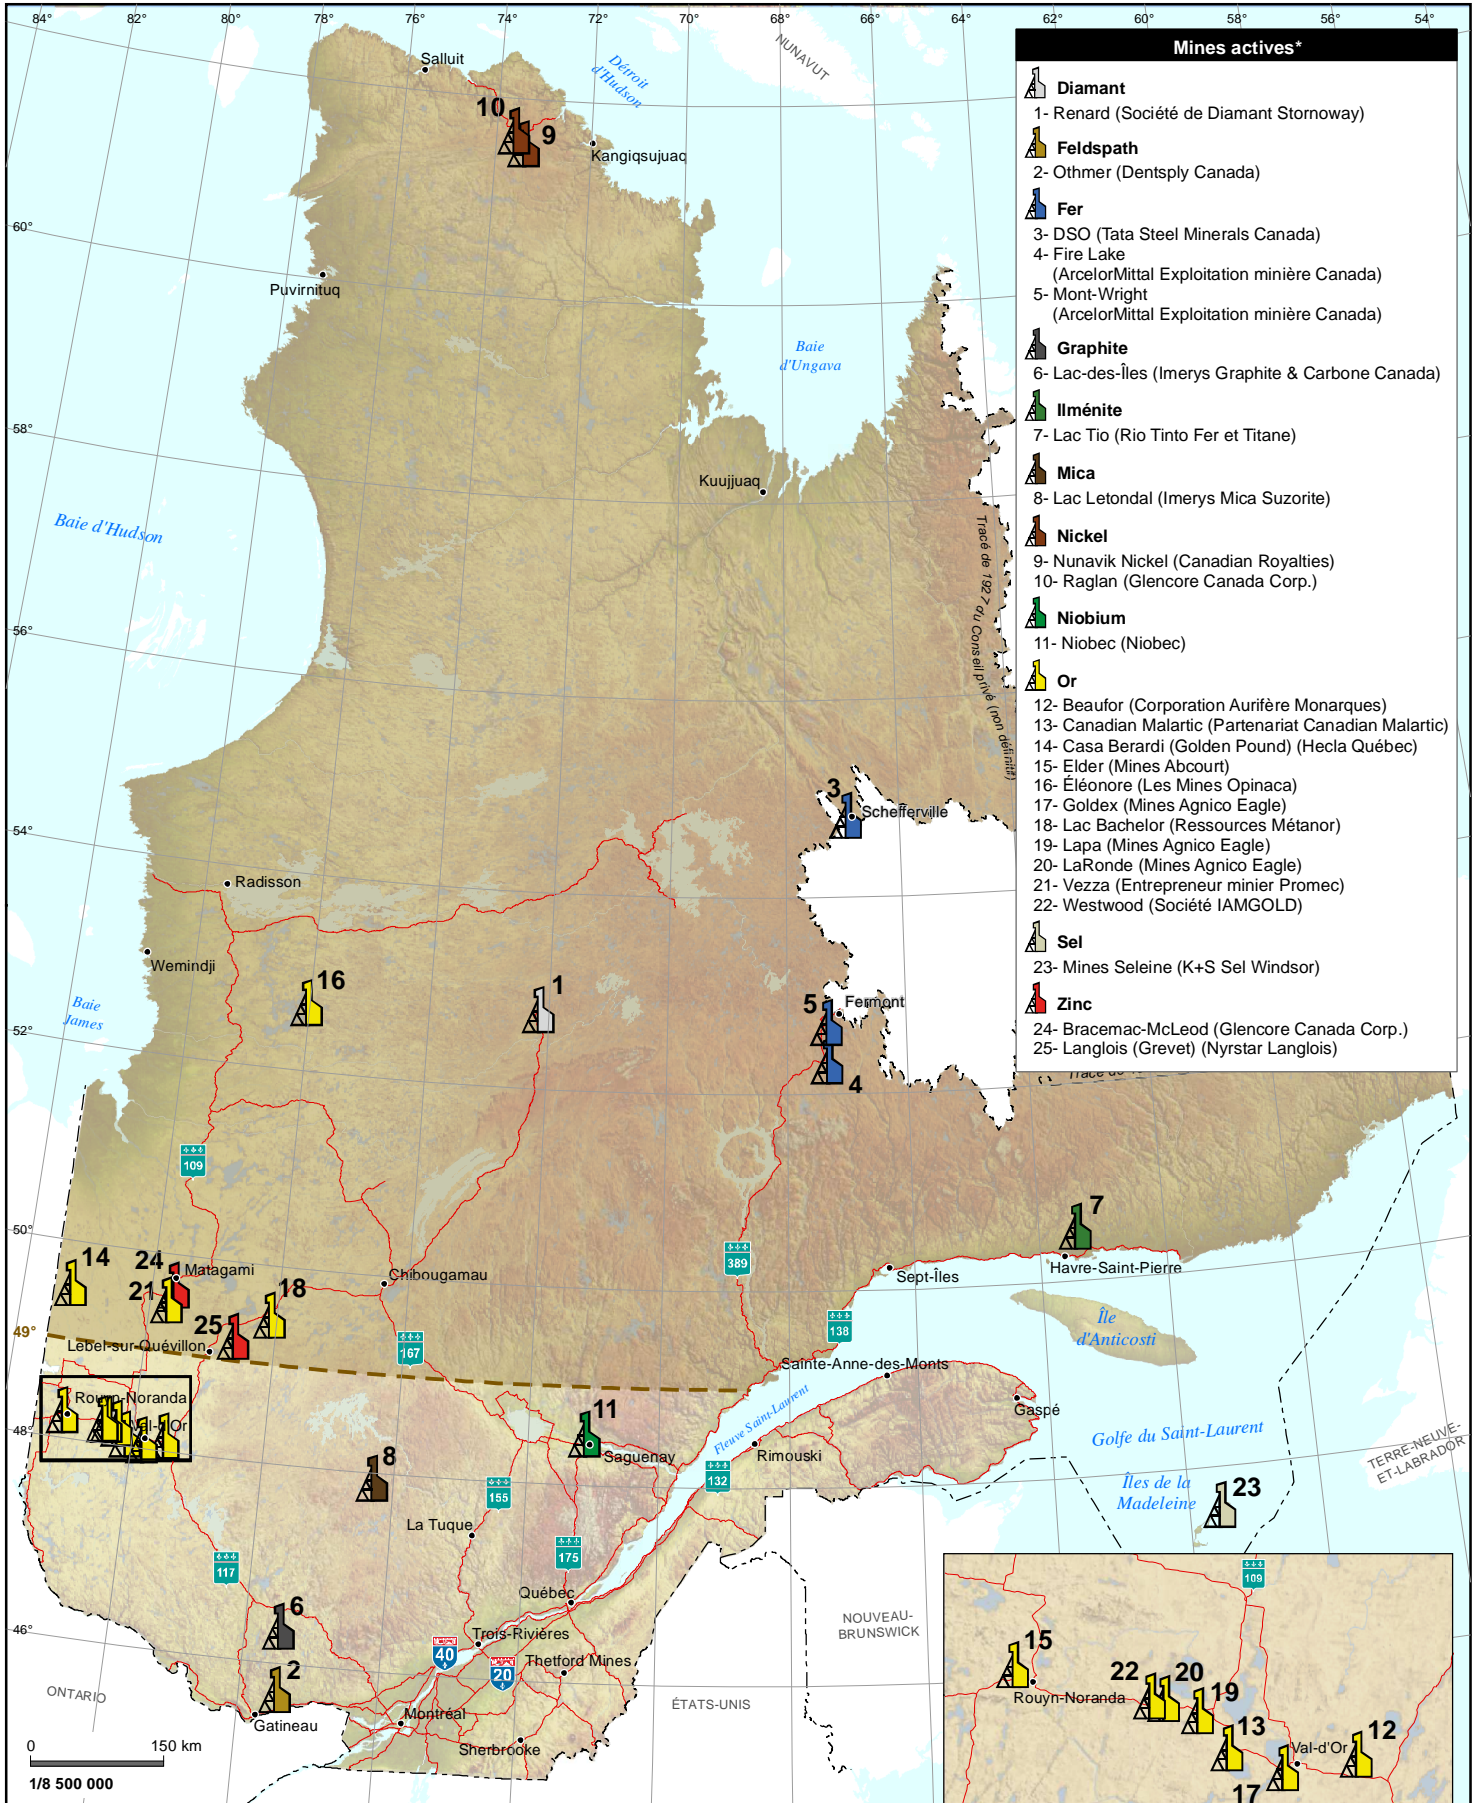 84°
82°
80°
78°
76°
74°
72°
70°
68°
66°
64°
62°
60°
58°
56°
54°
Mines actives*
Diamant
1- Renard (Société de Diamant Stornoway)
Feldspath
2- Othmer (Dentsply Canada)
Fer
3- DSO (Tata Steel Minerals Canada)
4- Fire Lake
(ArcelorMittal Exploitation minière Canada)
5- Mont-Wright
(ArcelorMittal Exploitation minière Canada)
Graphite
6- Lac-des-Îles (Imerys Graphite & Carbone Canada)
Ilménite
7- Lac Tio (Rio Tinto Fer et Titane)
Mica
8- Lac Letondal (Imerys Mica Suzorite)
Nickel
9- Nunavik Nickel (Canadian Royalties)
10- Raglan (Glencore Canada Corp.)
Niobium
11- Niobec (Niobec)
Or
12- Beaufor (Corporation Aurifère Monarques)
13- Canadian Malartic (Partenariat Canadian Malartic)
14- Casa Berardi (Golden Pound) (Hecla Québec)
15- Elder (Mines Abcourt)
16- Éléonore (Les Mines Opinaca)
17- Goldex (Mines Agnico Eagle)
18- Lac Bachelor (Ressources Métanor)
19- Lapa (Mines Agnico Eagle)
20- LaRonde (Mines Agnico Eagle)
21- Vezza (Entrepreneur minier Promec)
22- Westwood (Société IAMGOLD)
Sel
23- Mines Seleine (K+S Sel Windsor)
Zinc
24- Bracemac-McLeod (Glencore Canada Corp.)
25- Langlois (Grevet) (Nyrstar Langlois)
NUNAVUT
Salluit
Détroit
d'Hudson
10
9
Kangiqsujuaq
60°
Puvirnituq
Baie
d'Ungava
58°
Kuujjuaq
Baie d'Hudson
Tracé de 1927 du Conseil privé (non définitif)
56°
3
Schefferville
54°
Radisson
Wemindji
16
1
5
Fermont
4
Baie
James
52°
Tracé de
109
50°
7
389
14
24
Matagami
21
18
Chibougamau
Sept-Îles
Havre-Saint-Pierre
25
138
Île
d'Anticosti
49°
Lebel-sur-Quévillon
167
Sainte-Anne-des-Monts
Rouyn-Noranda
Val-d'Or
48°
11
Saguenay
Fleuve Saint-Laurent
Gaspé
Rimouski
Golfe du Saint-Laurent
TERRE-NEUVE-
ET-LABRADOR
8
132
155
Îles de la
Madeleine
23
La Tuque
175
117
Québec
6
46°
NOUVEAU-
BRUNSWICK
Trois-Rivières
40
20
Thetford Mines
2
ONTARIO
Gatineau
Montréal
ÉTATS-UNIS
Sherbrooke
0
150 km
1/8 500 000
109
15
Rouyn-Noranda
22
20
19
13
Val-d'Or
12
17